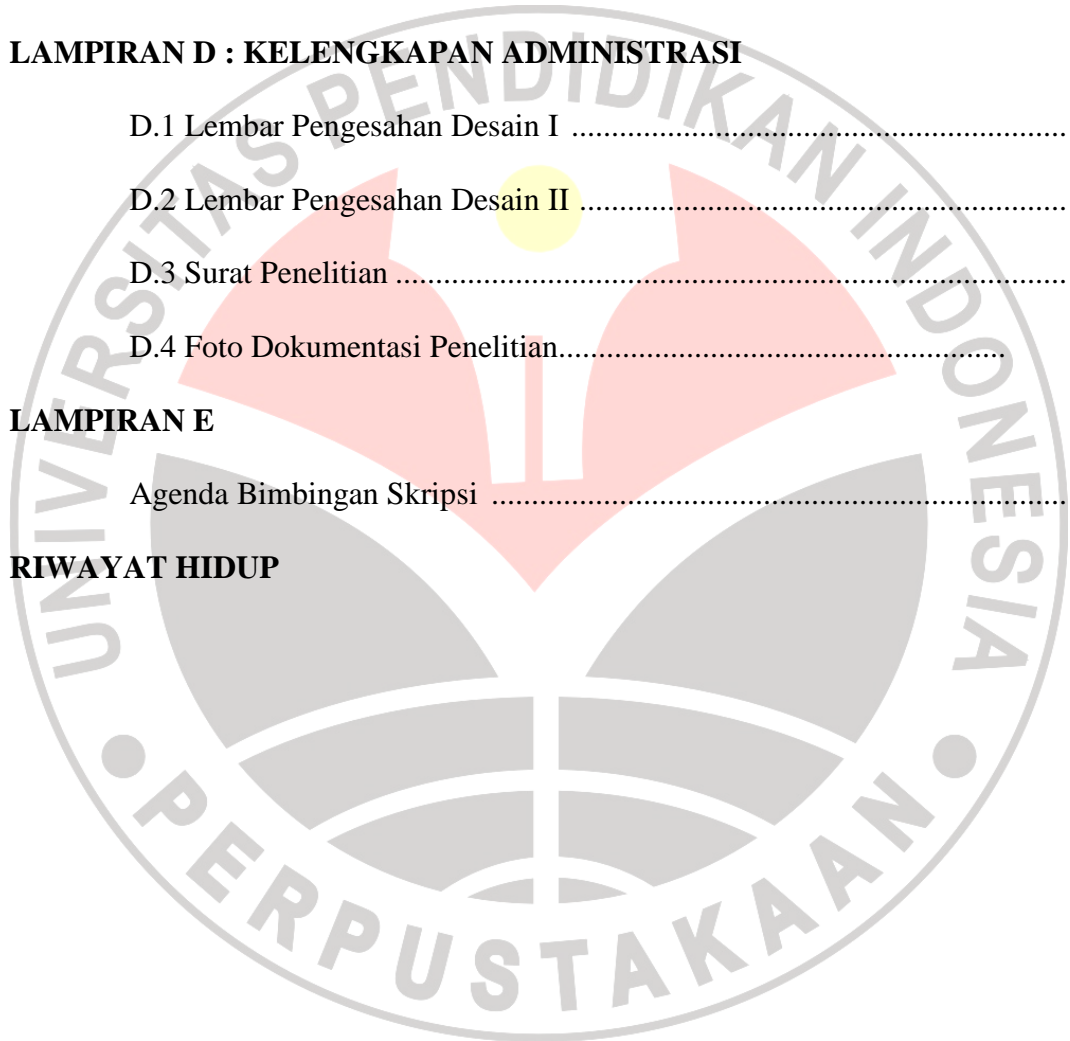 LAMPIRAN D : KELENGKAPAN ADMINISTRASI
D.1 Lembar Pengesahan Desain I ...............................................................
D.2 Lembar Pengesahan Desain II ..............................................................
D.3 Surat Penelitian ......................................................................................
D.4 Foto Dokumentasi Penelitian.........................................................
LAMPIRAN E
Agenda Bimbingan Skripsi ..........................................................................
RIWAYAT HIDUP
UNIVERSITAS PENDIDIKAN INDONESIA
PERPUSTAKAAN